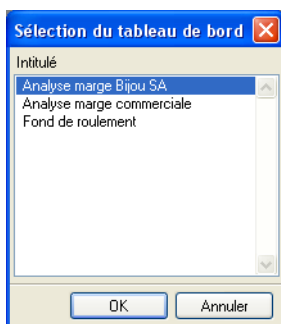 Sélection du tableau de bord
Intitulé
Analyse marge Bijou SA
Analyse marge commerciale
Fond de roulement
OK Annuler